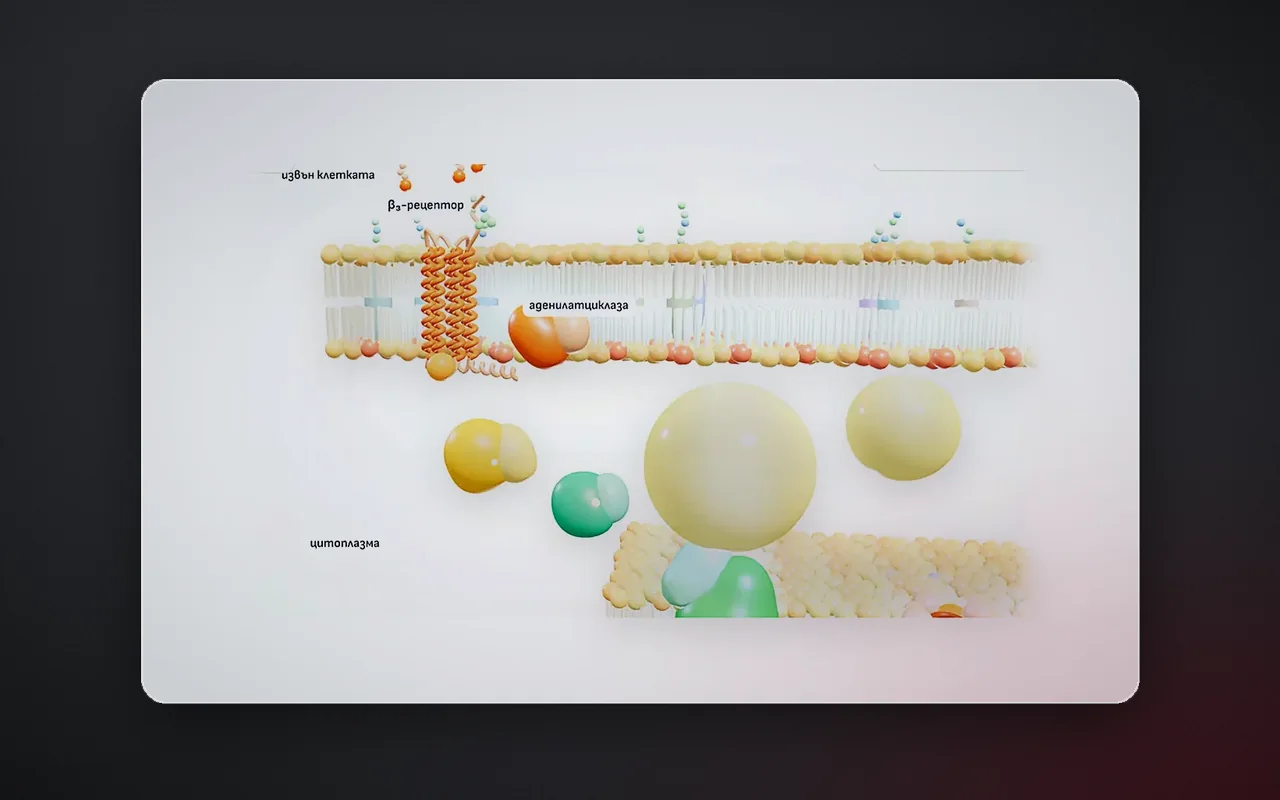 извън клетката
β₃-рецептор
аденилатциклаза
цитоплазма